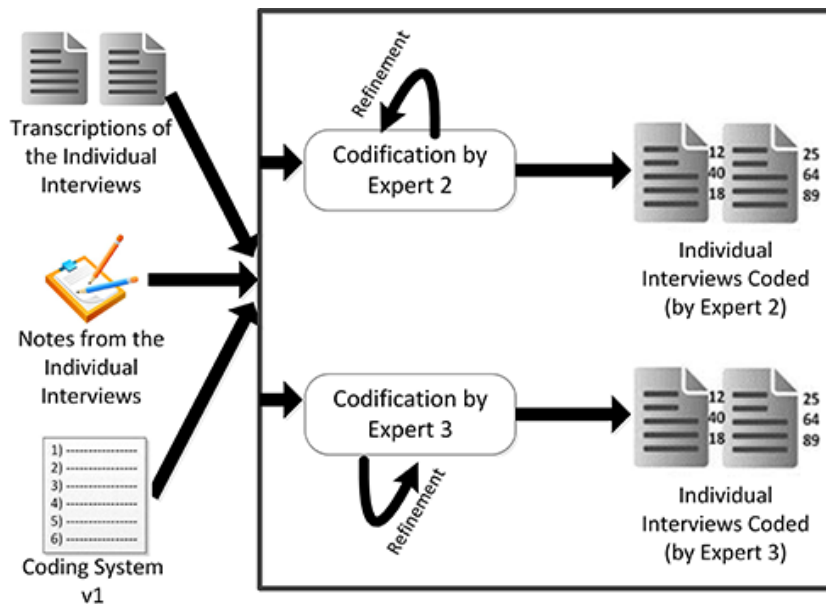 Transcriptions of
the Individual
Interviews
Notes from the
Individual
Interviews
1)
2)
3)
4)
5)
6)
Coding System
v1
Refinement
Codification by
Expert 2
12
40
18
25
64
89
Individual
Interviews Coded
(by Expert 2)
Codification by
Expert 3
Refinement
12
40
18
25
64
89
Individual
Interviews Coded
(by Expert 3)